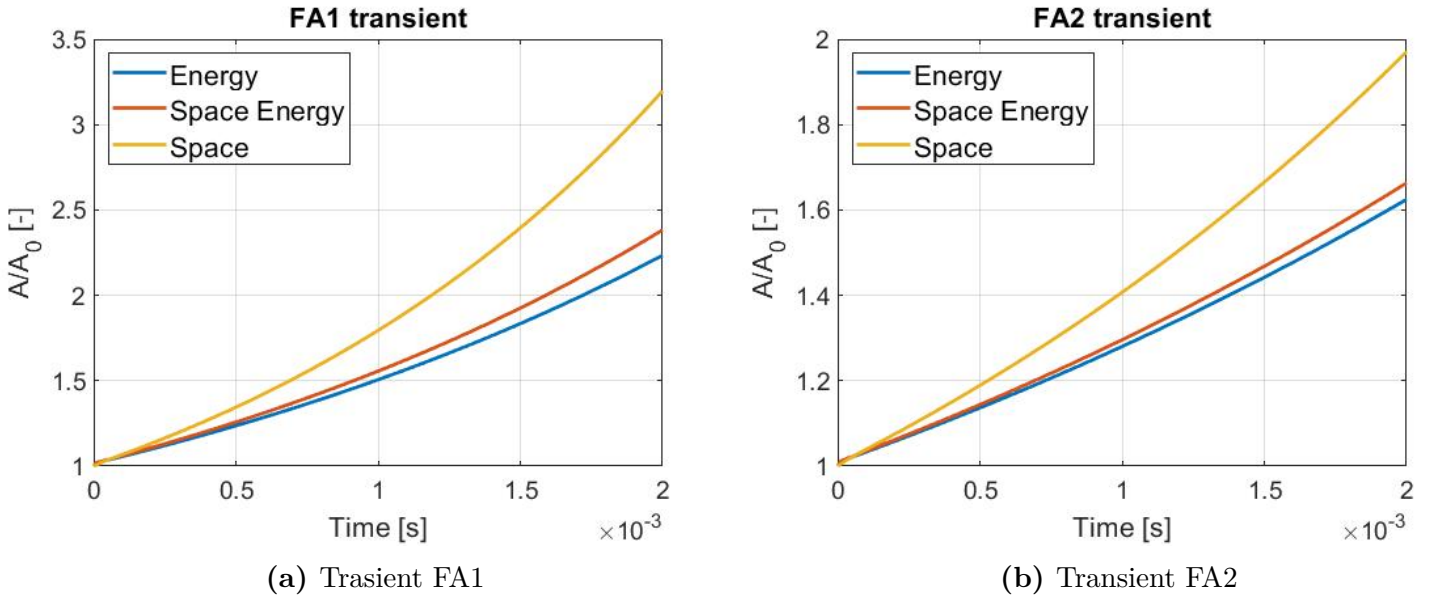 FA1 transient
3.5
3
2.5
2
1.5
1
A/A0 [-]
Energy
Space Energy
Space
0 0.5 1 1.5 2
Time [s]
×10-3
(a) Trasient FA1
FA2 transient
2
1.8
1.6
1.4
1.2
1
A/A0 [-]
Energy
Space Energy
Space
0 0.5 1 1.5 2
Time [s]
×10-3
(b) Transient FA2